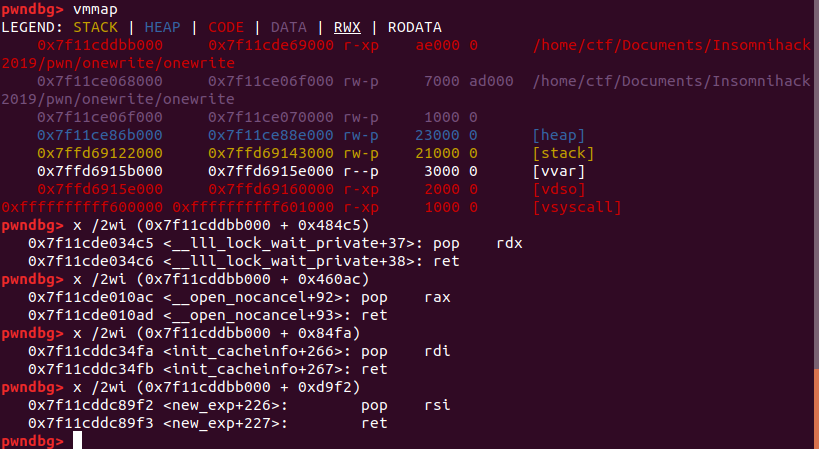 pwndbg> vmmap
LEGEND: STACK | HEAP | CODE | DATA | RWX | RODATA
0x7f11cddbb000 0x7f11cde69000 r-xp ae000 0 /home/ctf/Documents/Insomnihack
2019/pwn/onewrite/onewrite
0x7f11ce068000 0x7f11ce06f000 rw-p 7000 ad000 /home/ctf/Documents/Insomnihack
2019/pwn/onewrite/onewrite
0x7f11ce06f000 0x7f11ce070000 rw-p 1000 0
0x7f11ce86b000 0x7f11ce88e000 rw-p 23000 0 [heap]
0x7ffd69122000 0x7ffd69143000 rw-p 21000 0 [stack]
0x7ffd6915b000 0x7ffd6915e000 r--p 3000 0 [vvar]
0x7ffd6915e000 0x7ffd69160000 r-xp 2000 0 [vdso]
0xffffffffff600000 0xffffffffff601000 r-xp 1000 0 [vsyscall]
pwndbg> x /2wi (0x7f11cddbb000 + 0x484c5)
0x7f11cde034c5 <__lll_lock_wait_private+37>: pop rdx
0x7f11cde034c6 <__lll_lock_wait_private+38>: ret
pwndbg> x /2wi (0x7f11cddbb000 + 0x460ac)
0x7f11cde010ac <__open_nocancel+92>: pop rax
0x7f11cde010ad <__open_nocancel+93>: ret
pwndbg> x /2wi (0x7f11cddbb000 + 0x84fa)
0x7f11cddc34fa <init_cacheinfo+266>: pop rdi
0x7f11cddc34fb <init_cacheinfo+267>: ret
pwndbg> x /2wi (0x7f11cddbb000 + 0xd9f2)
0x7f11cddc89f2 <new_exp+226>: pop rsi
0x7f11cddc89f3 <new_exp+227>: ret
pwndbg>